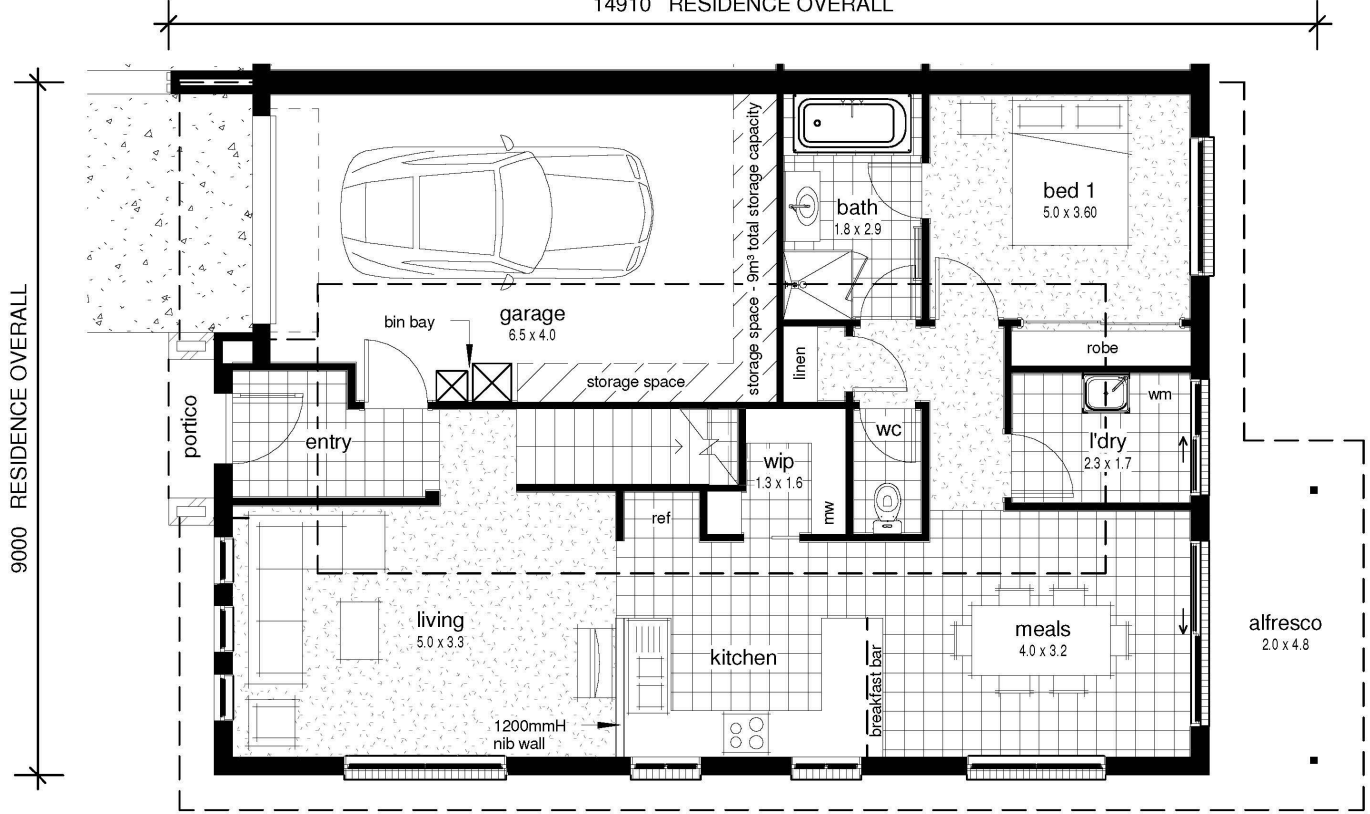 14910 RESIDENCE OVERALL
9000 RESIDENCE OVERALL
storage space - 9m³ total storage capacity
bath
1.8 x 2.9
bed 1
5.0 x 3.60
garage
6.5 x 4.0
bin bay
storage space
linen
robe
portico
entry
wc
l'dry
2.3 x 1.7
wm
wip
1.3 x 1.6
mw
ref
living
5.0 x 3.3
kitchen
breakfast bar
meals
4.0 x 3.2
alfresco
2.0 x 4.8
1200mmH
nib wall